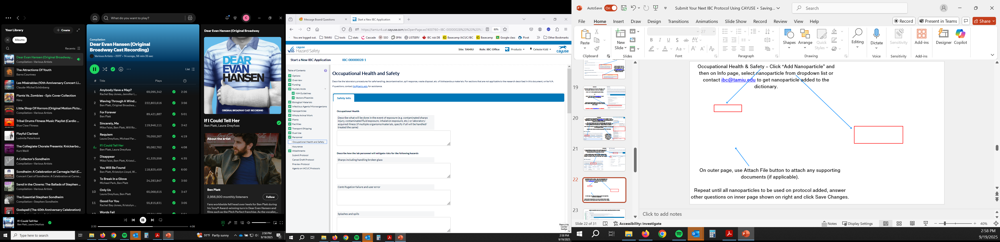 What do you want to play?
C
Your Library
Create
Albums
Recents
Dear Evan Hansen (Original Broadway...
Compilation • Various Artists
The Attractions Of Youth
Barns Courtney
Les Misérables (10th Anniversary Concert Li...
Claude-Michel Schönberg
Plants Vs. Zombies - Epic Cover Collection
Kāru
Little Shop Of Horrors (Original Motion Pictu...
Compilation • Various Artists
Tribal Drums Fitness Music Playlist (Cardio ...
Blue Claw Fitness
Playful Clarinet
Ludmila Peterková
The Collegiate Chorale Presents: Knickerbo...
Kurt Weill
A Collector's Sondheim
Compilation • Various Artists
Sondheim: A Celebration at Carnegie Hall (C...
Concert Cast of Sondheim: A Celebration at Carne...
Send in the Clowns: The Ballads of Stephen ...
Compilation • Various Artists
The Essential Stephen Sondheim
Compilation • Stephen Sondheim
Godspell (The 40th Anniversary Celebration)
Compilation
Dear Evan Hansen (Original
Broadway Cast Recording)
Various Artists • 2017 • 14 songs, 56 min 35 sec
List
# Title Plays
1 Anybody Have a Map? 69,095,342 2:26
Rachel Bay Jones, Jennifer L...
2 Waving Through A Wind... 222,803,616 3:56
Ben Platt, Original Broadwa...
3 For Forever 89,421,887 5:01
Ben Platt
4 Sincerely, Me 119,946,111 3:42
Mike Faist, Ben Platt, Will Ro...
5 Requiem 76,050,267 4:19
Laura Dreyfuss, Michael Par...
If I Could Tell Her 95,082,762 4:08
Ben Platt, Laura Dreyfuss
7 Disappear 41,325,556 4:35
Mike Faist, Ben Platt, Kristol...
8 You Will Be Found 118,825,459 6:00
Ben Platt, Kristolyn Lloyd, W...
9 To Break In a Glove 24,283,847 3:50
Michael Park, Ben Platt
10 Only Us 65,068,615 3:47
Laura Dreyfuss, Ben Platt
11 Good For You 55,815,831 3:05
Rachel Bay Jones, Kristolyn ...
Words Fail
Dear Evan Hansen (Original Broadway
DEAR
EVAN
HANSEN
ORIGINAL BROADWAY CAST RECORDING
If I Could Tell Her
Ben Platt, Laura Dreyfuss
About the artist
Ben Platt
2,956,500 monthly listeners
Follow
Fans worldwide fell head over heels for Ben Platt during
his Tony® Award-winning turn in Dear Evan Hansen and
films such as the Pitch Perfect franchise. As the vocalist,...
If I Could Tell Her
Ben Platt, Laura Dreyfuss
2:30
4:08
Type here to search
91°F Partly sunny
2:58 PM
9/19/2025
Message Board/Questions
Start a New IBC Application
https://tamiur4.uat.cayuse.com/esOpenPage.wc?400760~IBC-00000028%20%20%20%2
80%
You are logged out.
TAMIU
tools
stats
Cascade
SSO
SPIN
LISTSERV
IBC risk DB
Basecamp IACUC/IBC
Basecamp
Google class
Pivot
Other Bookmarks
cayuse
Hazard Safety
Site: TAMIU
Role: IBC Office
Products
Celeste Kidd
cayuse
Start a New IBC Application
IBC-00000028 1
Table of Contents
Options
Overview
Funding
Nucleic Acids
NIH Guidelines
Vectors/Plasmids
Biological Materials
Infectious Agents/Microorganisms
Nanoparticles
Whole Animal Work
Plants
Facilities
Transport/Shipping
Dual Use
Personnel
Occupational Health and Safety
Assurance
Attachments
Submit Protocol
Cancel Draft Protocol
Preview Protocol
Agents on IACUC Protocols
Occupational Health and Safety
Describe the laboratory procedures for safe handling, decontamination, spill response, waste disposal, etc. of biohazardous materials. For sections that are not applicable to the research described in this document, write N/A.
If questions, contact ibc@tamiu.edu for assistance.
Safety Info
Occupational Health
Describe what will be done in the event of exposure (e.g. contaminated sharps
injury, contaminated fluid exposure, inhalation exposure, etc.) or laboratory-
acquired illness (if multiple organisms/materials, specify if all will be handled/
treated the same)
Describe how the lab personnel will mitigate risks for the following hazards
Sharps including handling broken glass
Centrifugation failure and user error
Splashes and spills
Resource
Center
badge
2:58 PM
9/19/2025
AutoSave
On
Submit Your Next IBC Protocol Using CAYUSE • Saving...
Search
File
Home
Insert
Draw
Design
Transitions
Animations
Slide Show
Record
Review
View
Help
Record
Present in Teams
Share
Paste
Clipboard
New
Slide
Slides
27
B I U S ab AV
A Aa A A
Font
Paragraph
Shapes
Arrange
Quick
Styles
Drawing
Editing
Dictate
Voice
Sensitivity
Sensitivity
Add-ins
Add-ins
Designer
Copilot
19
20
21
22
23
Occupational Health & Safety – Click “Add Nanoparticle” and
then on Info page, select nanoparticle from dropdown list or
contact ibc@tamiu.edu to get nanoparticle added to the
dictionary.
On outer page, use Attach File button to attach any supporting
documents (if applicable).
Repeat until all nanoparticles to be used on protocol added, answer
other questions on inner page shown on right and click Save Changes.
Click to add notes
Slide 22 of 31
Accessibility: Investigate
Notes
Display Settings
40%
2:58 PM
9/19/2025